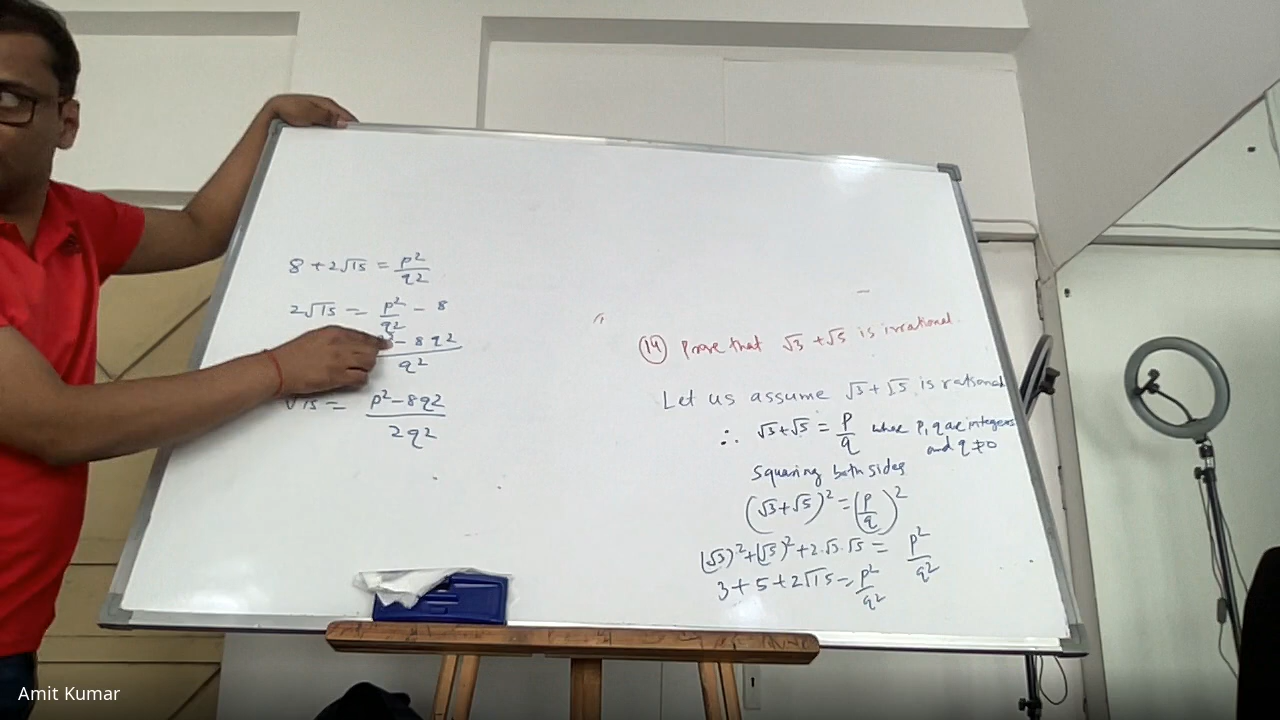 8 + 2√15 = p²/q²
2√15 = p²/q² - 8
- 8q²/q²
√15 = p²-8q²/2q²
(14) Prove that √3 + √5 is irrational.
Let us assume √3 + √5 is rational
∴ √3+√5 = p/q where p, q are integers
and q ≠ 0
Squaring both sides
(√3+√5)² = (p/q)²
(√3)²+(√5)²+2.√3.√5 = p²/q²
3+5+2√15 = p²/q²
Amit Kumar